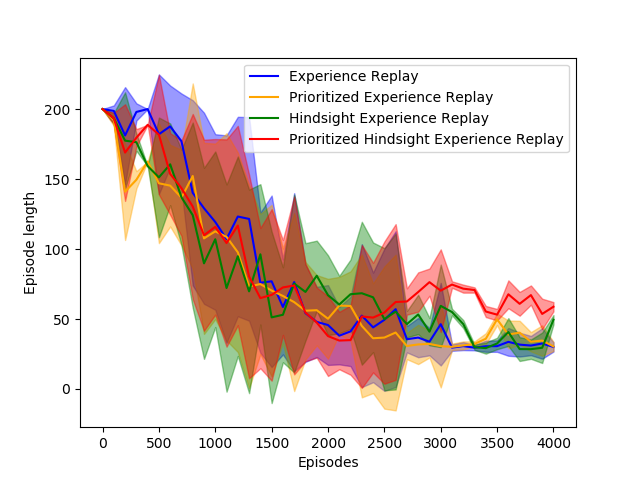 Experience Replay
Prioritized Experience Replay
Hindsight Experience Replay
Prioritized Hindsight Experience Replay
200
150
100
50
0
Episode length
0 500 1000 1500 2000 2500 3000 3500 4000
Episodes